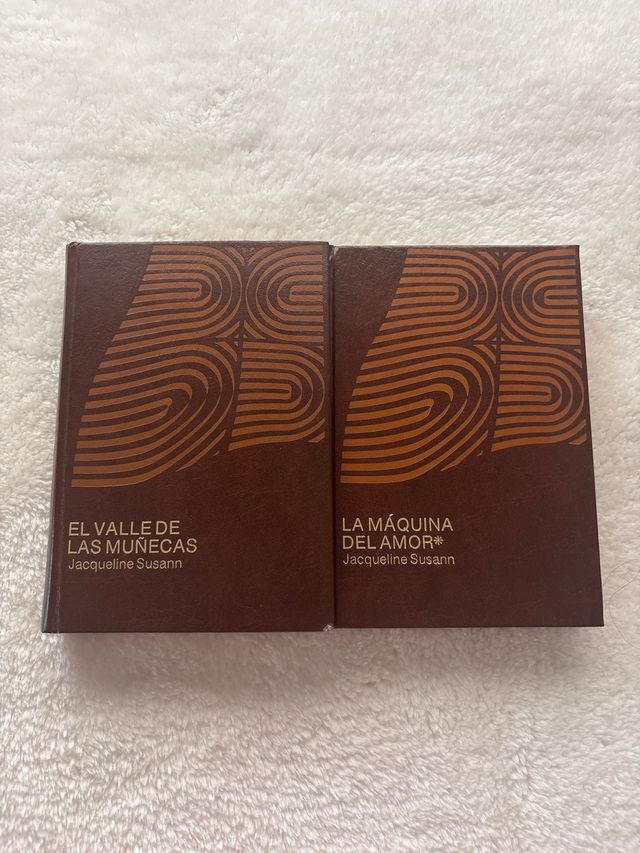 EL VALLE DE
LAS MUÑECAS
Jacqueline Susann
LA MÁQUINA
DEL AMOR*
Jacqueline Susann